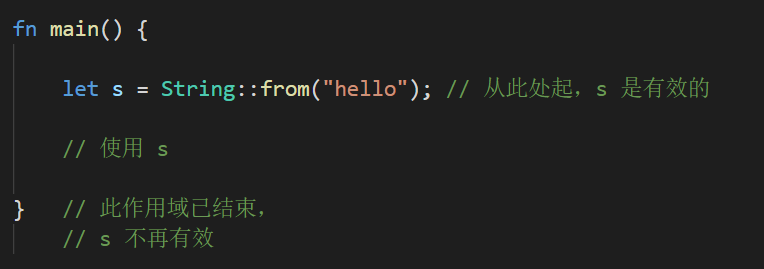 fn main() {
let s = String::from("hello"); // 从此处起，s 是有效的
// 使用 s
} // 此作用域已结束，
// s 不再有效